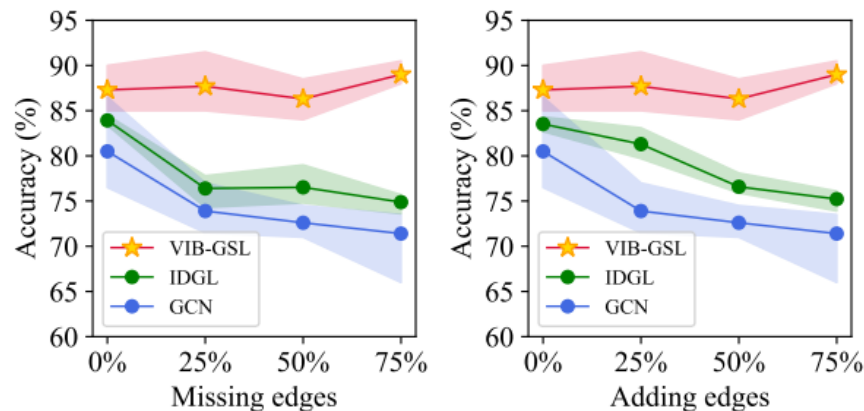 95
90
85
80
75
70
65
60
Accuracy (%)
VIB-GSL
IDGL
GCN
0% 25% 50% 75%
Missing edges
95
90
85
80
75
70
65
60
Accuracy (%)
VIB-GSL
IDGL
GCN
0% 25% 50% 75%
Adding edges